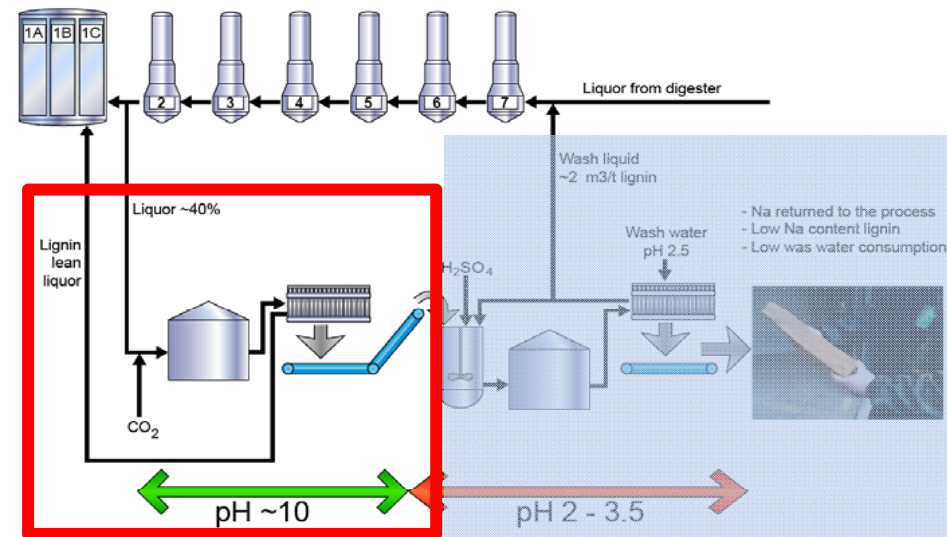 1A 1B 1C
2 3 4 5 6 7
Liquor from digester
Wash liquid
~2 m3/t lignin
Liquor ~40%
Lignin
lean
liquor
CO2
H2SO4
Wash water
pH 2.5
- Na returned to the process
- Low Na content lignin
- Low was water consumption
pH ~10
pH 2 - 3.5